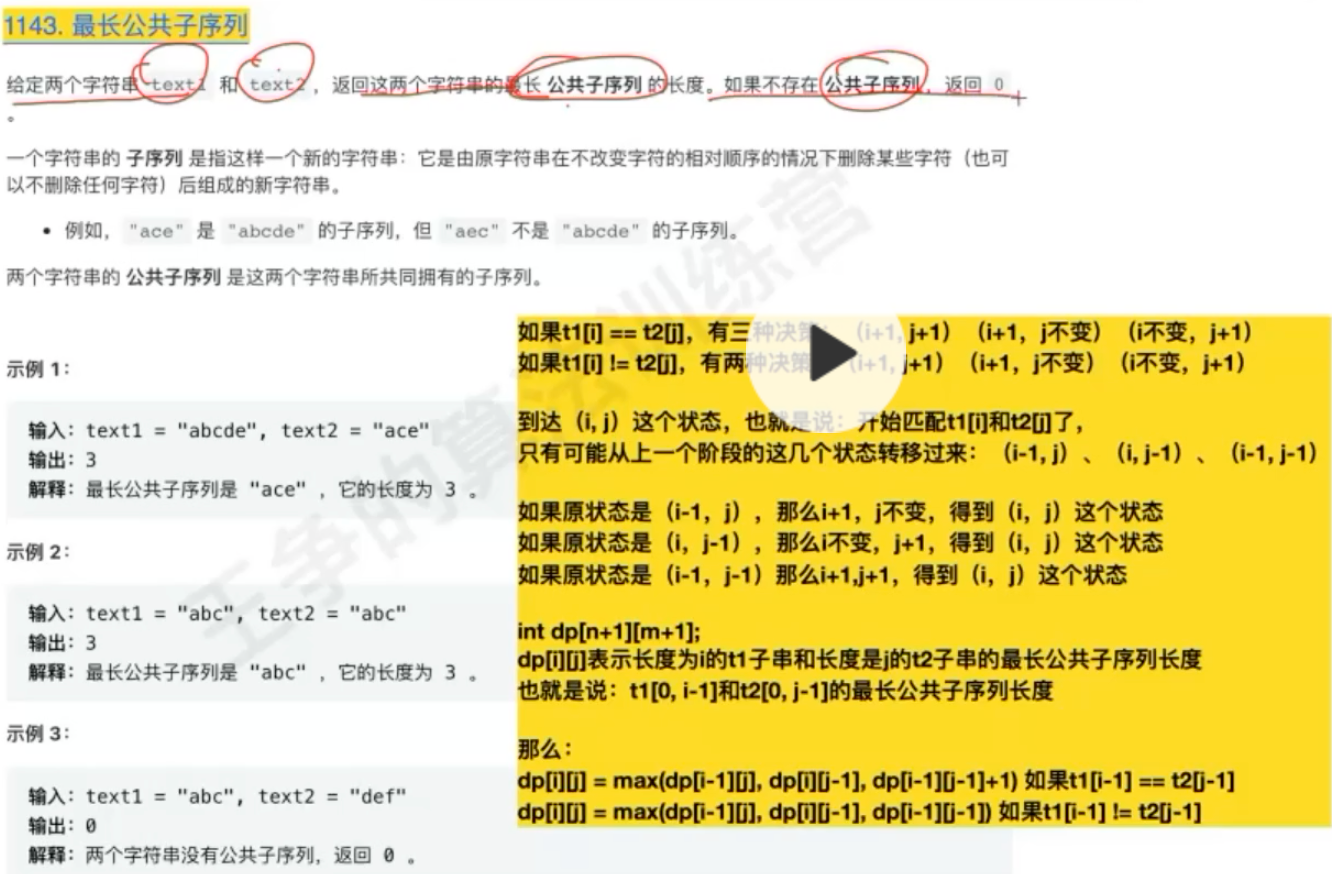 1143. 最长公共子序列
给定两个字符串 text1 和 text2 ，返回这两个字符串的最长 公共子序列 的长度。如果不存在 公共子序列 ，返回 0
。
一个字符串的 子序列 是指这样一个新的字符串：它是由原字符串在不改变字符的相对顺序的情况下删除某些字符（也可
以不删除任何字符）后组成的新字符串。
• 例如， "ace" 是 "abcde" 的子序列，但 "aec" 不是 "abcde" 的子序列。
两个字符串的 公共子序列 是这两个字符串所共同拥有的子序列。
示例 1：
输入：text1 = "abcde", text2 = "ace"
输出：3
解释：最长公共子序列是 "ace" ，它的长度为 3 。
示例 2：
输入：text1 = "abc", text2 = "abc"
输出：3
解释：最长公共子序列是 "abc" ，它的长度为 3 。
示例 3：
输入：text1 = "abc", text2 = "def"
输出：0
解释：两个字符串没有公共子序列，返回 0 。
如果t1[i] == t2[j]，有三种决策：（i+1, j+1）（i+1，j不变）（i不变，j+1）
如果t1[i] != t2[j]，有两种决策：（i+1, j+1）（i+1，j不变）（i不变，j+1）
到达（i, j）这个状态，也就是说：开始匹配t1[i]和t2[j]了，
只有可能从上一个阶段的这几个状态转移过来：（i-1, j）、（i, j-1）、（i-1, j-1）
如果原状态是（i-1，j），那么i+1，j不变，得到（i，j）这个状态
如果原状态是（i，j-1），那么i不变，j+1，得到（i，j）这个状态
如果原状态是（i-1，j-1）那么i+1,j+1，得到（i，j）这个状态
int dp[n+1][m+1];
dp[i][j]表示长度为i的t1子串和长度是j的t2子串的最长公共子序列长度
也就是说：t1[0, i-1]和t2[0, j-1]的最长公共子序列长度
那么：
dp[i][j] = max(dp[i-1][j], dp[i][j-1], dp[i-1][j-1]+1) 如果t1[i-1] == t2[j-1]
dp[i][j] = max(dp[i-1][j], dp[i][j-1], dp[i-1][j-1]) 如果t1[i-1] != t2[j-1]
王争的算法训练营